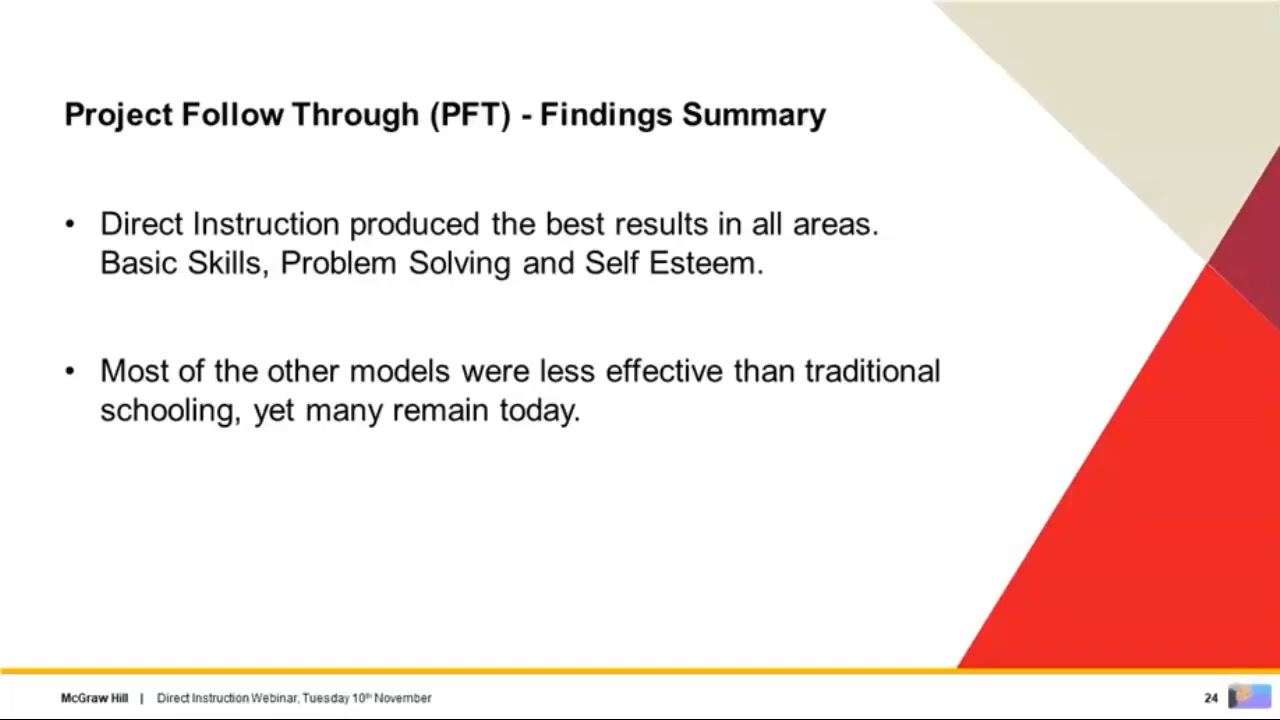 Project Follow Through (PFT) - Findings Summary
• Direct Instruction produced the best results in all areas.
Basic Skills, Problem Solving and Self Esteem.
• Most of the other models were less effective than traditional
schooling, yet many remain today.
McGraw Hill | Direct Instruction Webinar, Tuesday 10th November 24